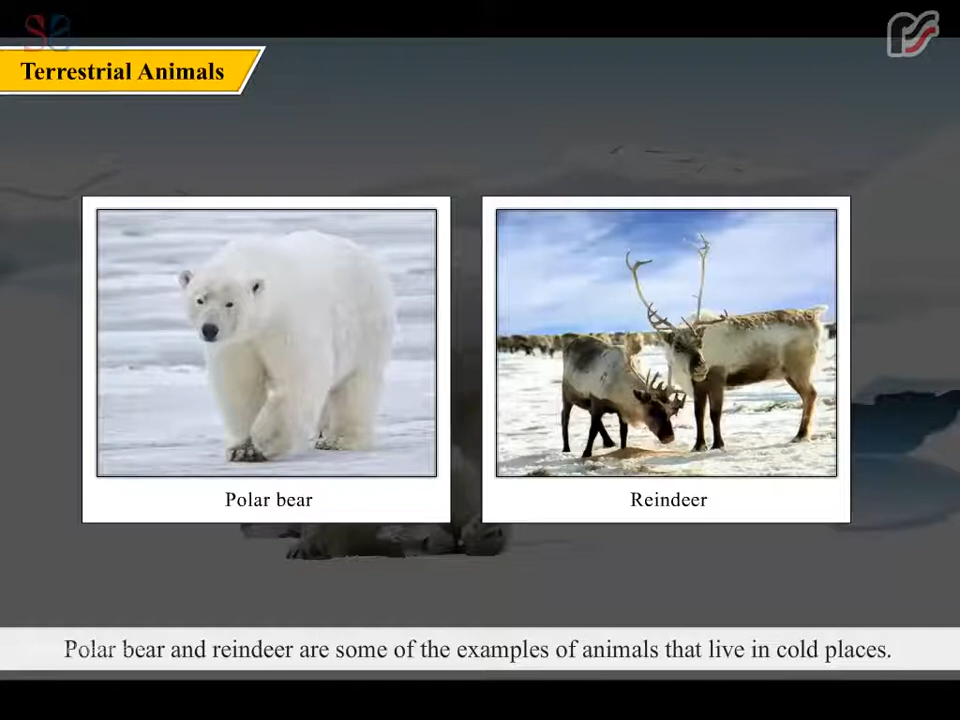 Terrestrial Animals
Polar bear
Reindeer
Polar bear and reindeer are some of the examples of animals that live in cold places.